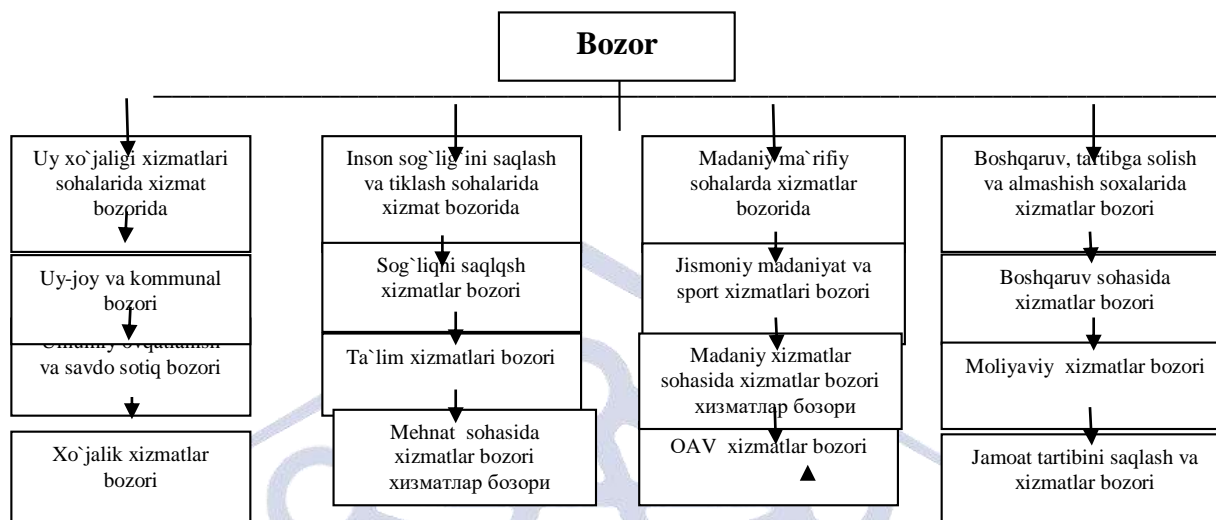 Bozor
Uy xo`jaligi xizmatlari
sohalarida xizmat
bozorida
Uy-joy va kommunal
bozori
Umumiy ovqatlanish
va savdo sotiq bozori
Xo`jalik xizmatlar
bozori
Inson sog`lig`ini saqlash
va tiklash sohalarida
xizmat bozorida
Sog`liqni saqlqsh
xizmatlar bozori
Ta`lim xizmatlari bozori
Mehnat sohasida
xizmatlar bozori
хизматлар бозори
Madaniy ma`rifiy
sohalarda xizmatlar
bozorida
Jismoniy madaniyat va
sport xizmatlari bozori
Madaniy xizmatlar
sohasida xizmatlar bozori
хизматлар бозори
OAV xizmatlar bozori
Boshqaruv, tartibga solish
va almashish soxalarida
xizmatlar bozori
Boshqaruv sohasida
xizmatlar bozori
Moliyaviy xizmatlar bozori
Jamoat tartibini saqlash va
xizmatlar bozori